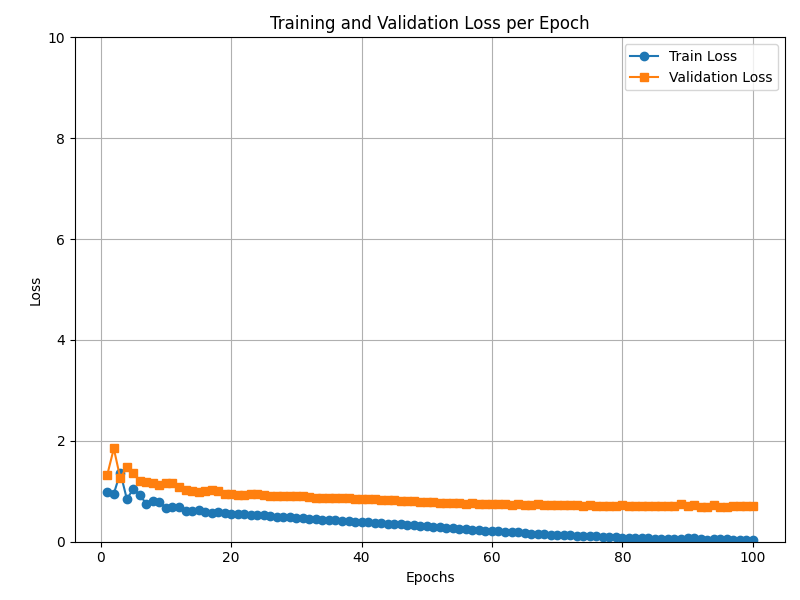 Training and Validation Loss per Epoch
Train Loss
Validation Loss
Loss
10
8
6
4
2
0
0 20 40 60 80 100
Epochs